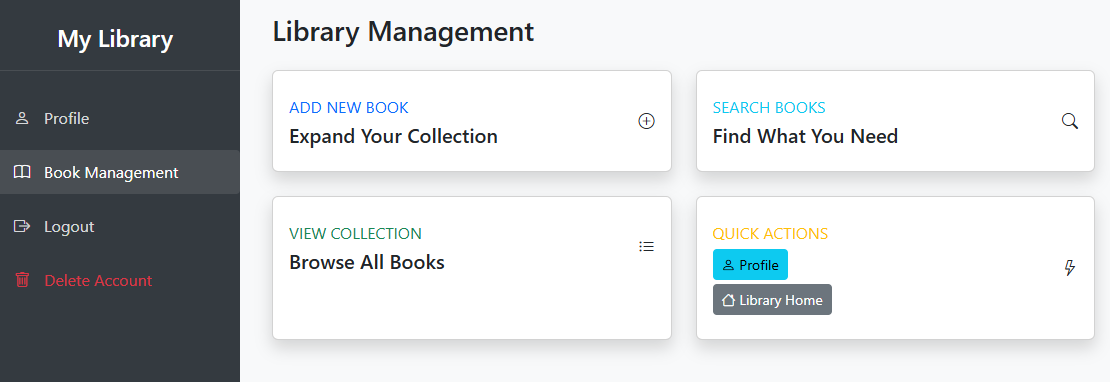 My Library
Profile
Book Management
Logout
Delete Account
Library Management
ADD NEW BOOK
Expand Your Collection
SEARCH BOOKS
Find What You Need
VIEW COLLECTION
Browse All Books
QUICK ACTIONS
Profile
Library Home